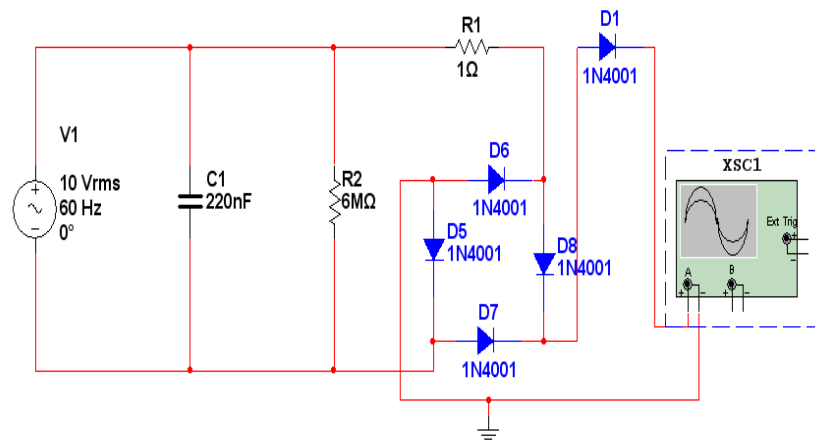 D1
1N4001
R1
1Ω
V1
10 Vrms
60 Hz
0°
C1
220nF
R2
6MΩ
D6
1N4001
D5
1N4001
D8
1N4001
D7
1N4001
XSC1
Ext Trig
+
-
A
B
+ -
+ -